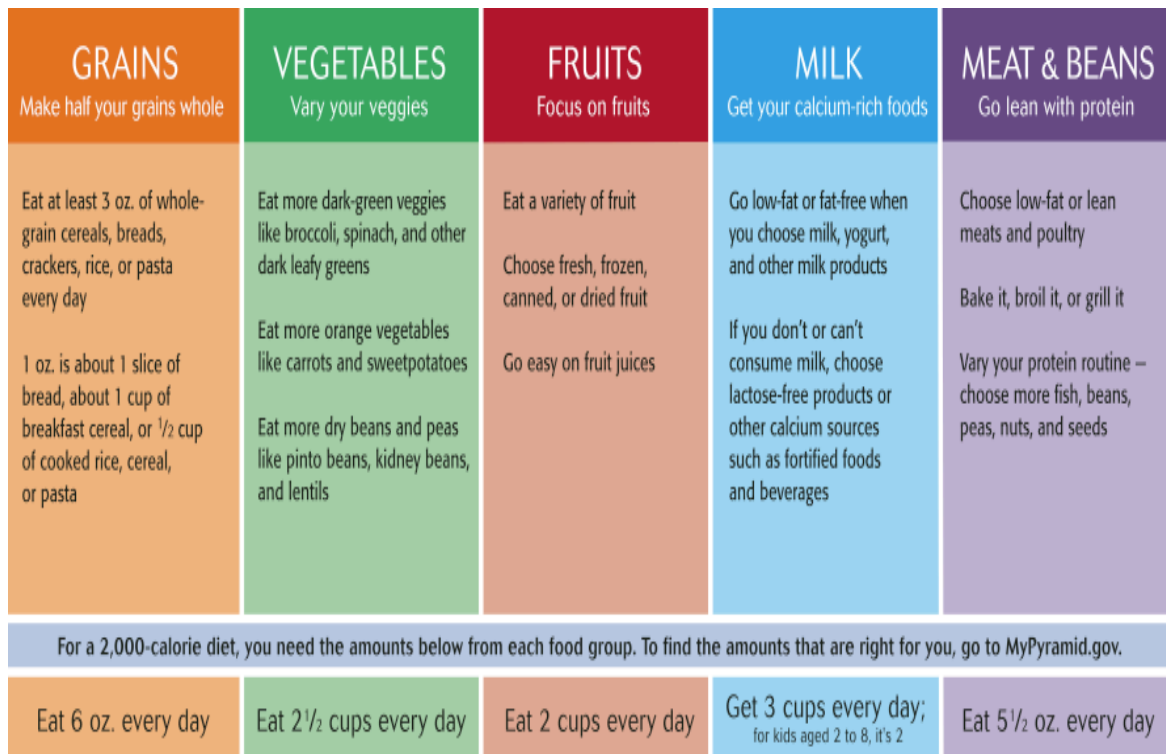 GRAINS
Make half your grains whole
Eat at least 3 oz. of whole-
grain cereals, breads,
crackers, rice, or pasta
every day
1 oz. is about 1 slice of
bread, about 1 cup of
breakfast cereal, or 1/2 cup
of cooked rice, cereal,
or pasta
VEGETABLES
Vary your veggies
Eat more dark-green veggies
like broccoli, spinach, and other
dark leafy greens
Eat more orange vegetables
like carrots and sweetpotatoes
Eat more dry beans and peas
like pinto beans, kidney beans,
and lentils
FRUITS
Focus on fruits
Eat a variety of fruit
Choose fresh, frozen,
canned, or dried fruit
Go easy on fruit juices
MILK
Get your calcium-rich foods
Go low-fat or fat-free when
you choose milk, yogurt,
and other milk products
If you don't or can't
consume milk, choose
lactose-free products or
other calcium sources
such as fortified foods
and beverages
MEAT & BEANS
Go lean with protein
Choose low-fat or lean
meats and poultry
Bake it, broil it, or grill it
Vary your protein routine –
choose more fish, beans,
peas, nuts, and seeds
For a 2,000-calorie diet, you need the amounts below from each food group. To find the amounts that are right for you, go to MyPyramid.gov.
Eat 6 oz. every day
Eat 2 1/2 cups every day
Eat 2 cups every day
Get 3 cups every day;
for kids aged 2 to 8, it's 2
Eat 5 1/2 oz. every day